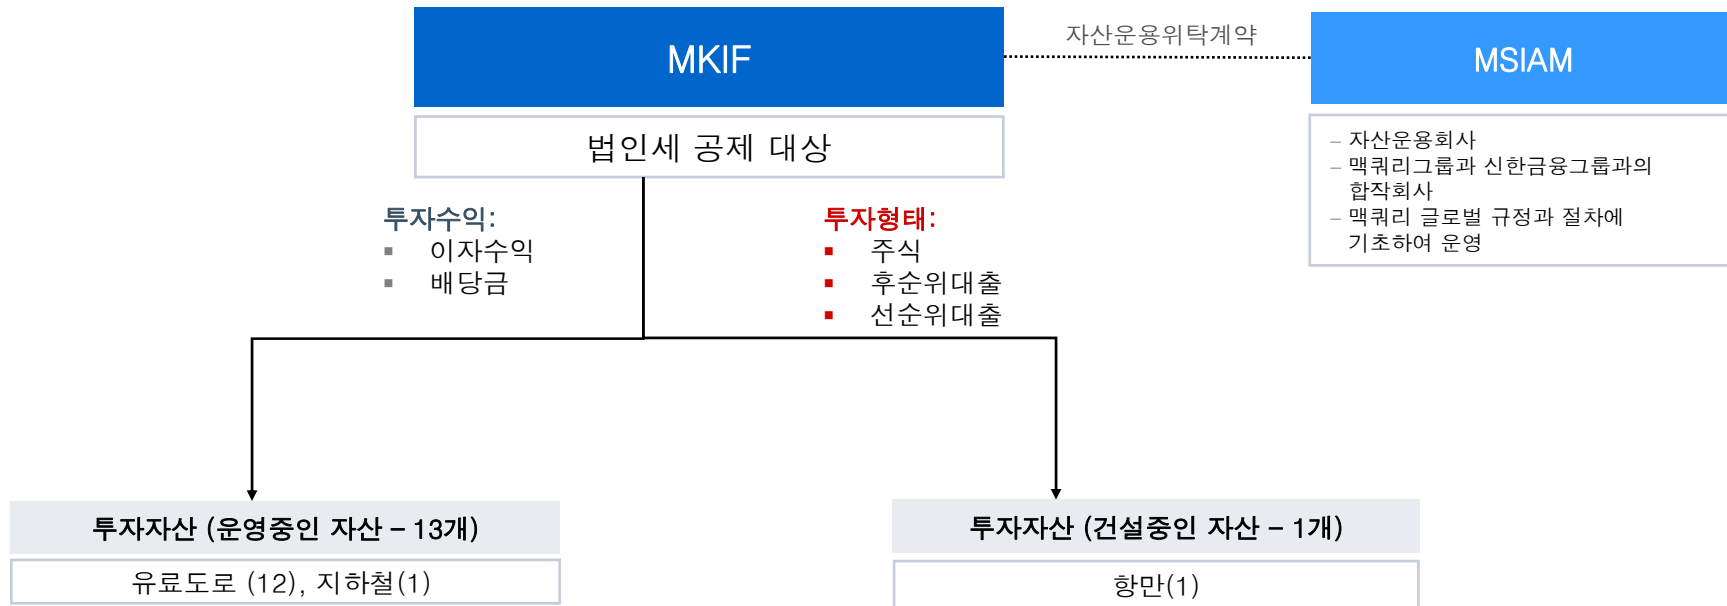 MKIF
자산운용위탁계약
MSIAM
법인세 공제 대상
– 자산운용회사
– 맥쿼리그룹과 신한금융그룹과의
합작회사
– 맥쿼리 글로벌 규정과 절차에
기초하여 운영
투자수익:
▪ 이자수익
▪ 배당금
투자형태:
▪ 주식
▪ 후순위대출
▪ 선순위대출
투자자산 (운영중인 자산 – 13개)
유료도로 (12), 지하철(1)
투자자산 (건설중인 자산 – 1개)
항만(1)